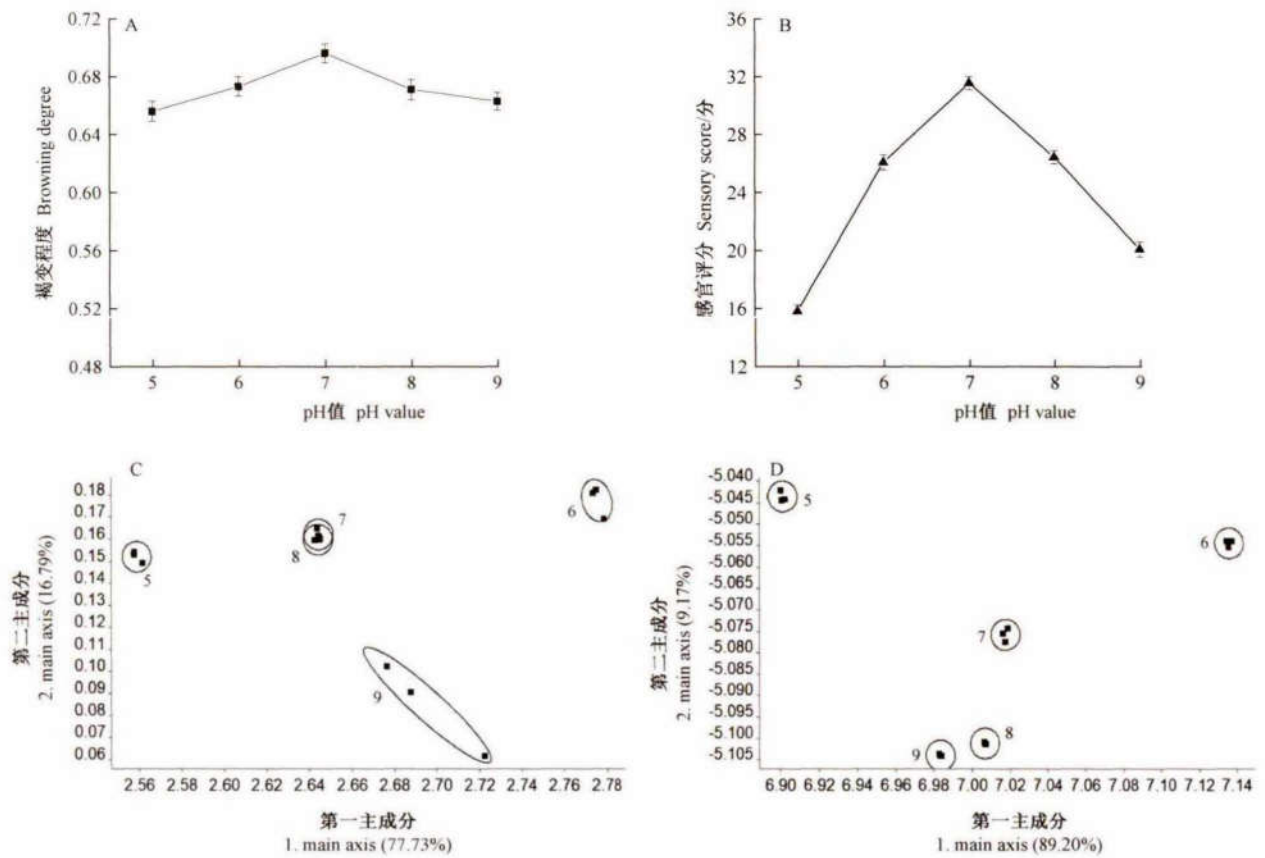 A
0.72
0.68
0.64
0.60
0.56
0.52
0.48
褐变程度 Browning degree
5 6 7 8 9
pH值 pH value
B
36
32
28
24
20
16
12
感官评分 Sensory score/分
5 6 7 8 9
pH值 pH value
C
0.18
0.17
0.16
0.15
0.14
0.13
0.12
0.11
0.10
0.09
0.08
0.07
0.06
第二主成分
2. main axis (16.79%)
5
7
8
6
9
2.56 2.58 2.60 2.62 2.64 2.66 2.68 2.70 2.72 2.74 2.76 2.78
第一主成分
1. main axis (77.73%)
D
-5.040
-5.045
-5.050
-5.055
-5.060
-5.065
-5.070
-5.075
-5.080
-5.085
-5.090
-5.095
-5.100
-5.105
第二主成分
2. main axis (9.17%)
5
6
7
8
9
6.90 6.92 6.94 6.96 6.98 7.00 7.02 7.04 7.06 7.08 7.10 7.12 7.14
第一主成分
1. main axis (89.20%)